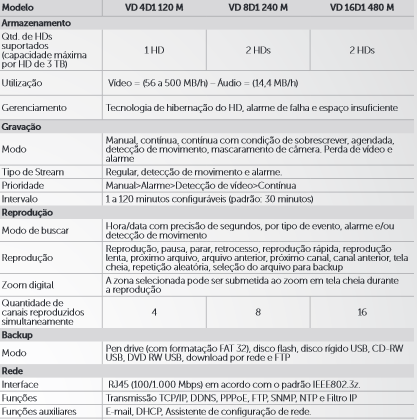 Modelo VD 4D1 120 M VD 8D1 240 M VD 16D1 480 M
Armazenamento
Qtd. de HDs
suportados
(capacidade máxima
por HD de 3 TB)
1 HD 2 HDs 2 HDs
Utilização Vídeo = (56 a 500 MB/h) – Áudio = (14,4 MB/h)
Gerenciamento Tecnologia de hibernação do HD, alarme de falha e espaço insuficiente
Gravação
Modo
Manual, contínua, contínua com condição de sobrescrever, agendada,
detecção de movimento, mascaramento de câmera. Perda de vídeo e
alarme
Tipo de Stream Regular, detecção de movimento e alarme.
Prioridade Manual>Alarme>Detecção de vídeo>Contínua
Intervalo 1 a 120 minutos configuráveis (padrão: 30 minutos)
Reprodução
Modo de buscar
Hora/data com precisão de segundos, por tipo de evento, alarme e/ou
detecção de movimento
Reprodução
Reprodução, pausa, parar, retrocesso, reprodução rápida, reprodução
lenta, próximo arquivo, arquivo anterior, próximo canal, canal anterior, tela
cheia, repetição aleatória, seleção do arquivo para backup
Zoom digital
A zona selecionada pode ser submetida ao zoom em tela cheia durante
a reprodução
Quantidade de
canais reproduzidos
simultaneamente
4 8 16
Backup
Modo
Pen drive (com formatação FAT 32), disco flash, disco rígido USB, CD-RW
USB, DVD RW USB, download por rede e FTP
Rede
Interface RJ45 (100/1.000 Mbps) em acordo com o padrão IEEE802.3z.
Funções Transmissão TCP/IP, DDNS, PPPoE, FTP, SNMP, NTP e Filtro IP
Funções auxiliares E-mail, DHCP, Assistente de configuração de rede.